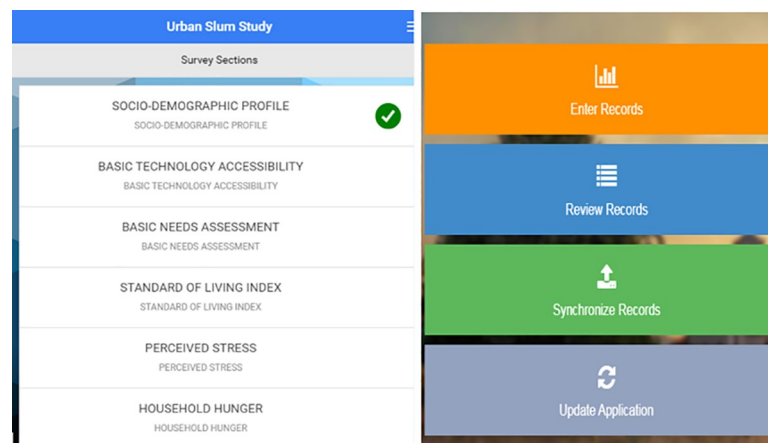 Urban Slum Study
Survey Sections
SOCIO-DEMOGRAPHIC PROFILE
SOCIO-DEMOGRAPHIC PROFILE
BASIC TECHNOLOGY ACCESSIBILITY
BASIC TECHNOLOGY ACCESSIBILITY
BASIC NEEDS ASSESSMENT
BASIC NEEDS ASSESSMENT
STANDARD OF LIVING INDEX
STANDARD OF LIVING INDEX
PERCEIVED STRESS
PERCEIVED STRESS
HOUSEHOLD HUNGER
HOUSEHOLD HUNGER
Enter Records
Review Records
Synchronize Records
Update Application